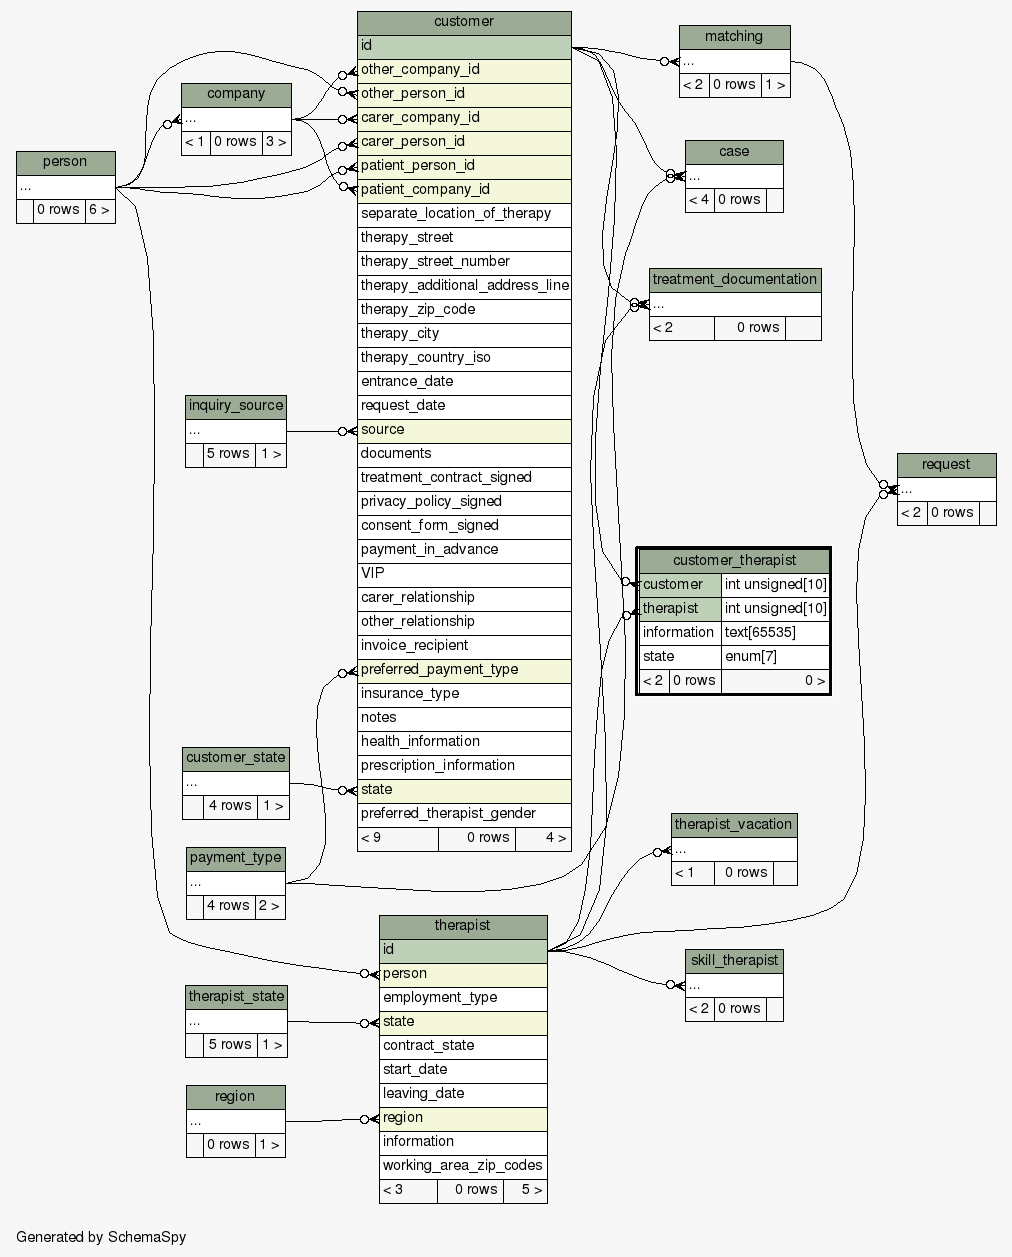 customer
id
other_company_id
other_person_id
carer_company_id
carer_person_id
patient_person_id
patient_company_id
separate_location_of_therapy
therapy_street
therapy_street_number
therapy_additional_address_line
therapy_zip_code
therapy_city
therapy_country_iso
entrance_date
request_date
source
documents
treatment_contract_signed
privacy_policy_signed
consent_form_signed
payment_in_advance
VIP
carer_relationship
other_relationship
invoice_recipient
preferred_payment_type
insurance_type
notes
health_information
prescription_information
state
preferred_therapist_gender
< 9 0 rows 4 >
company
...
< 1 0 rows 3 >
person
...
0 rows 6 >
inquiry_source
...
5 rows 1 >
customer_state
...
4 rows 1 >
payment_type
...
4 rows 2 >
therapist_state
...
5 rows 1 >
region
...
0 rows 1 >
therapist
id
person
employment_type
state
contract_state
start_date
leaving_date
region
information
working_area_zip_codes
< 3 0 rows 5 >
matching
...
< 2 0 rows 1 >
case
...
< 4 0 rows
treatment_documentation
...
< 2 0 rows
request
...
< 2 0 rows
customer_therapist
customer int unsigned[10]
therapist int unsigned[10]
information text[65535]
state enum[7]
< 2 0 rows 0 >
therapist_vacation
...
< 1 0 rows
skill_therapist
...
< 2 0 rows
Generated by SchemaSpy